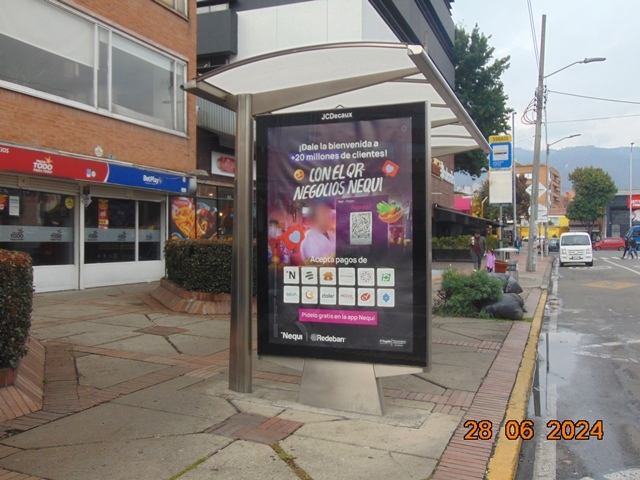 JCDecaux
¡Dale la bienvenida a
+20 millones de clientes!
CON EL QR
NEGOCIOS NEQUI
Acepta pagos de
Pídelo gratis en la app Nequi
Nequi Redeban
TODO
BetPlay
28 06 2024